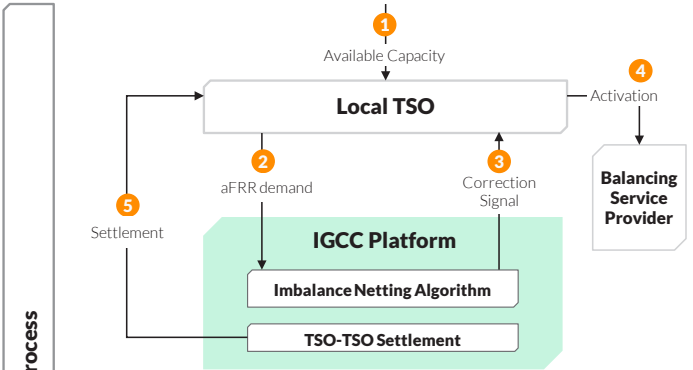 1
Available Capacity
4
Activation
Local TSO
2
aFRR demand
3
Correction
Signal
Balancing
Service
Provider
5
Settlement
IGCC Platform
Imbalance Netting Algorithm
TSO-TSO Settlement
rocess